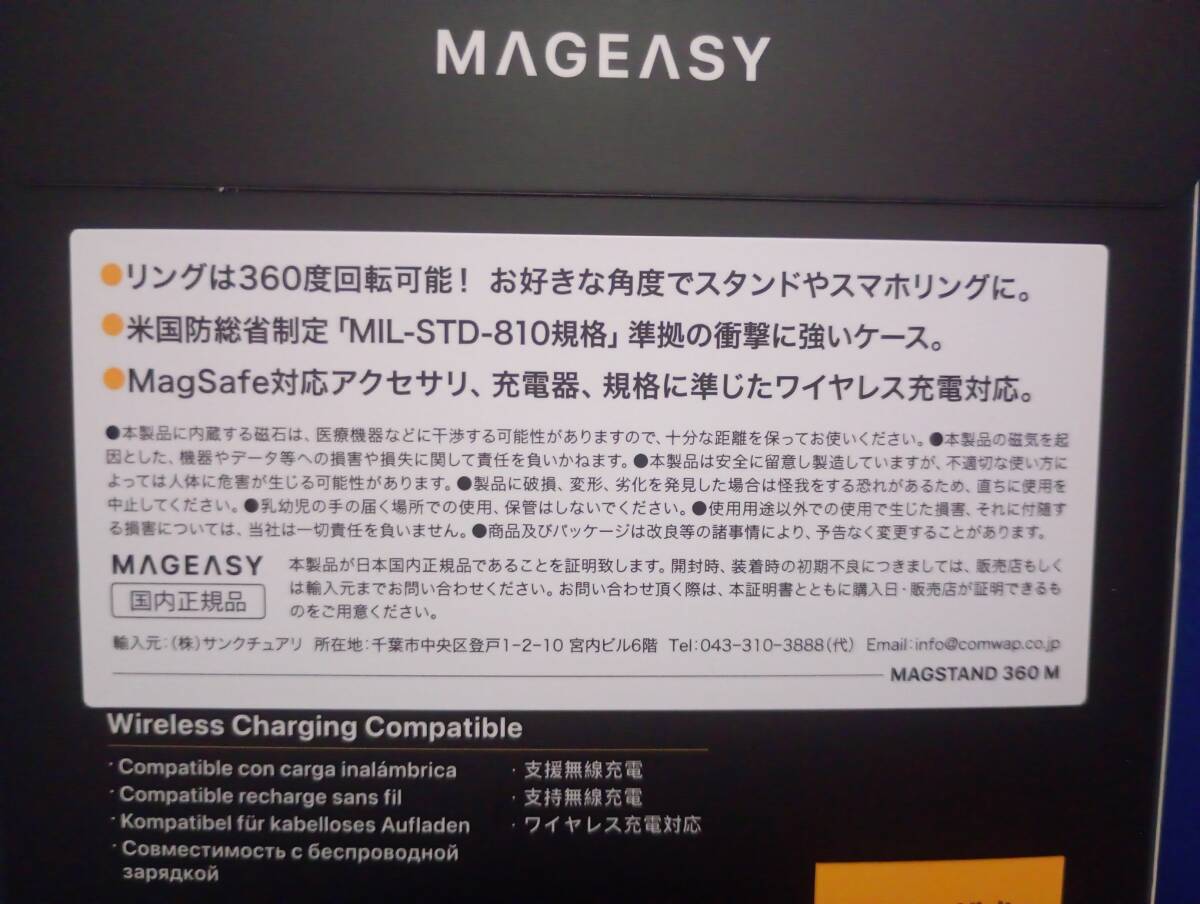 MAGEASY
●リングは360度回転可能！ お好きな角度でスタンドやスマホリングに。
●米国防総省制定「MIL-STD-810規格」準拠の衝撃に強いケース。
●MagSafe対応アクセサリ、充電器、規格に準じたワイヤレス充電対応。
●本製品に内蔵する磁石は、医療機器などに干渉する可能性がありますので、十分な距離を保ってお使いください。●本製品の磁気を起
因とした、機器やデータ等への損害や損失に関して責任を負いかねます。●本製品は安全に留意し製造していますが、不適切な使い方に
よっては人体に危害が生じる可能性があります。●製品に破損、変形、劣化を発見した場合は怪我をする恐れがあるため、直ちに使用を
中止してください。●乳幼児の手の届く場所での使用、保管はしないでください。●使用用途以外での使用で生じた損害、それに付随す
る損害については、当社は一切責任を負いません。●商品及びパッケージは改良等の諸事情により、予告なく変更することがあります。
MAGEASY
国内正規品
本製品が日本国内正規品であることを証明致します。開封時、装着時の初期不良につきましては、販売店もしく
は輸入元までお問い合わせください。お問い合わせ頂く際は、本証明書とともに購入日・販売店が証明できるも
のをご用意ください。
輸入元：（株）サンクチュアリ 所在地：千葉市中央区登戸1-2-10 宮内ビル6階 Tel：043-310-3888（代） Email：info@comwap.co.jp
MAGSTAND 360 M
Wireless Charging Compatible
· Compatible con carga inalámbrica
· Compatible recharge sans fil
· Kompatibel für kabelloses Aufladen
· Совместимость с беспроводной
зарядкой
· 支援無線充電
· 支持無線充電
· ワイヤレス充電対応